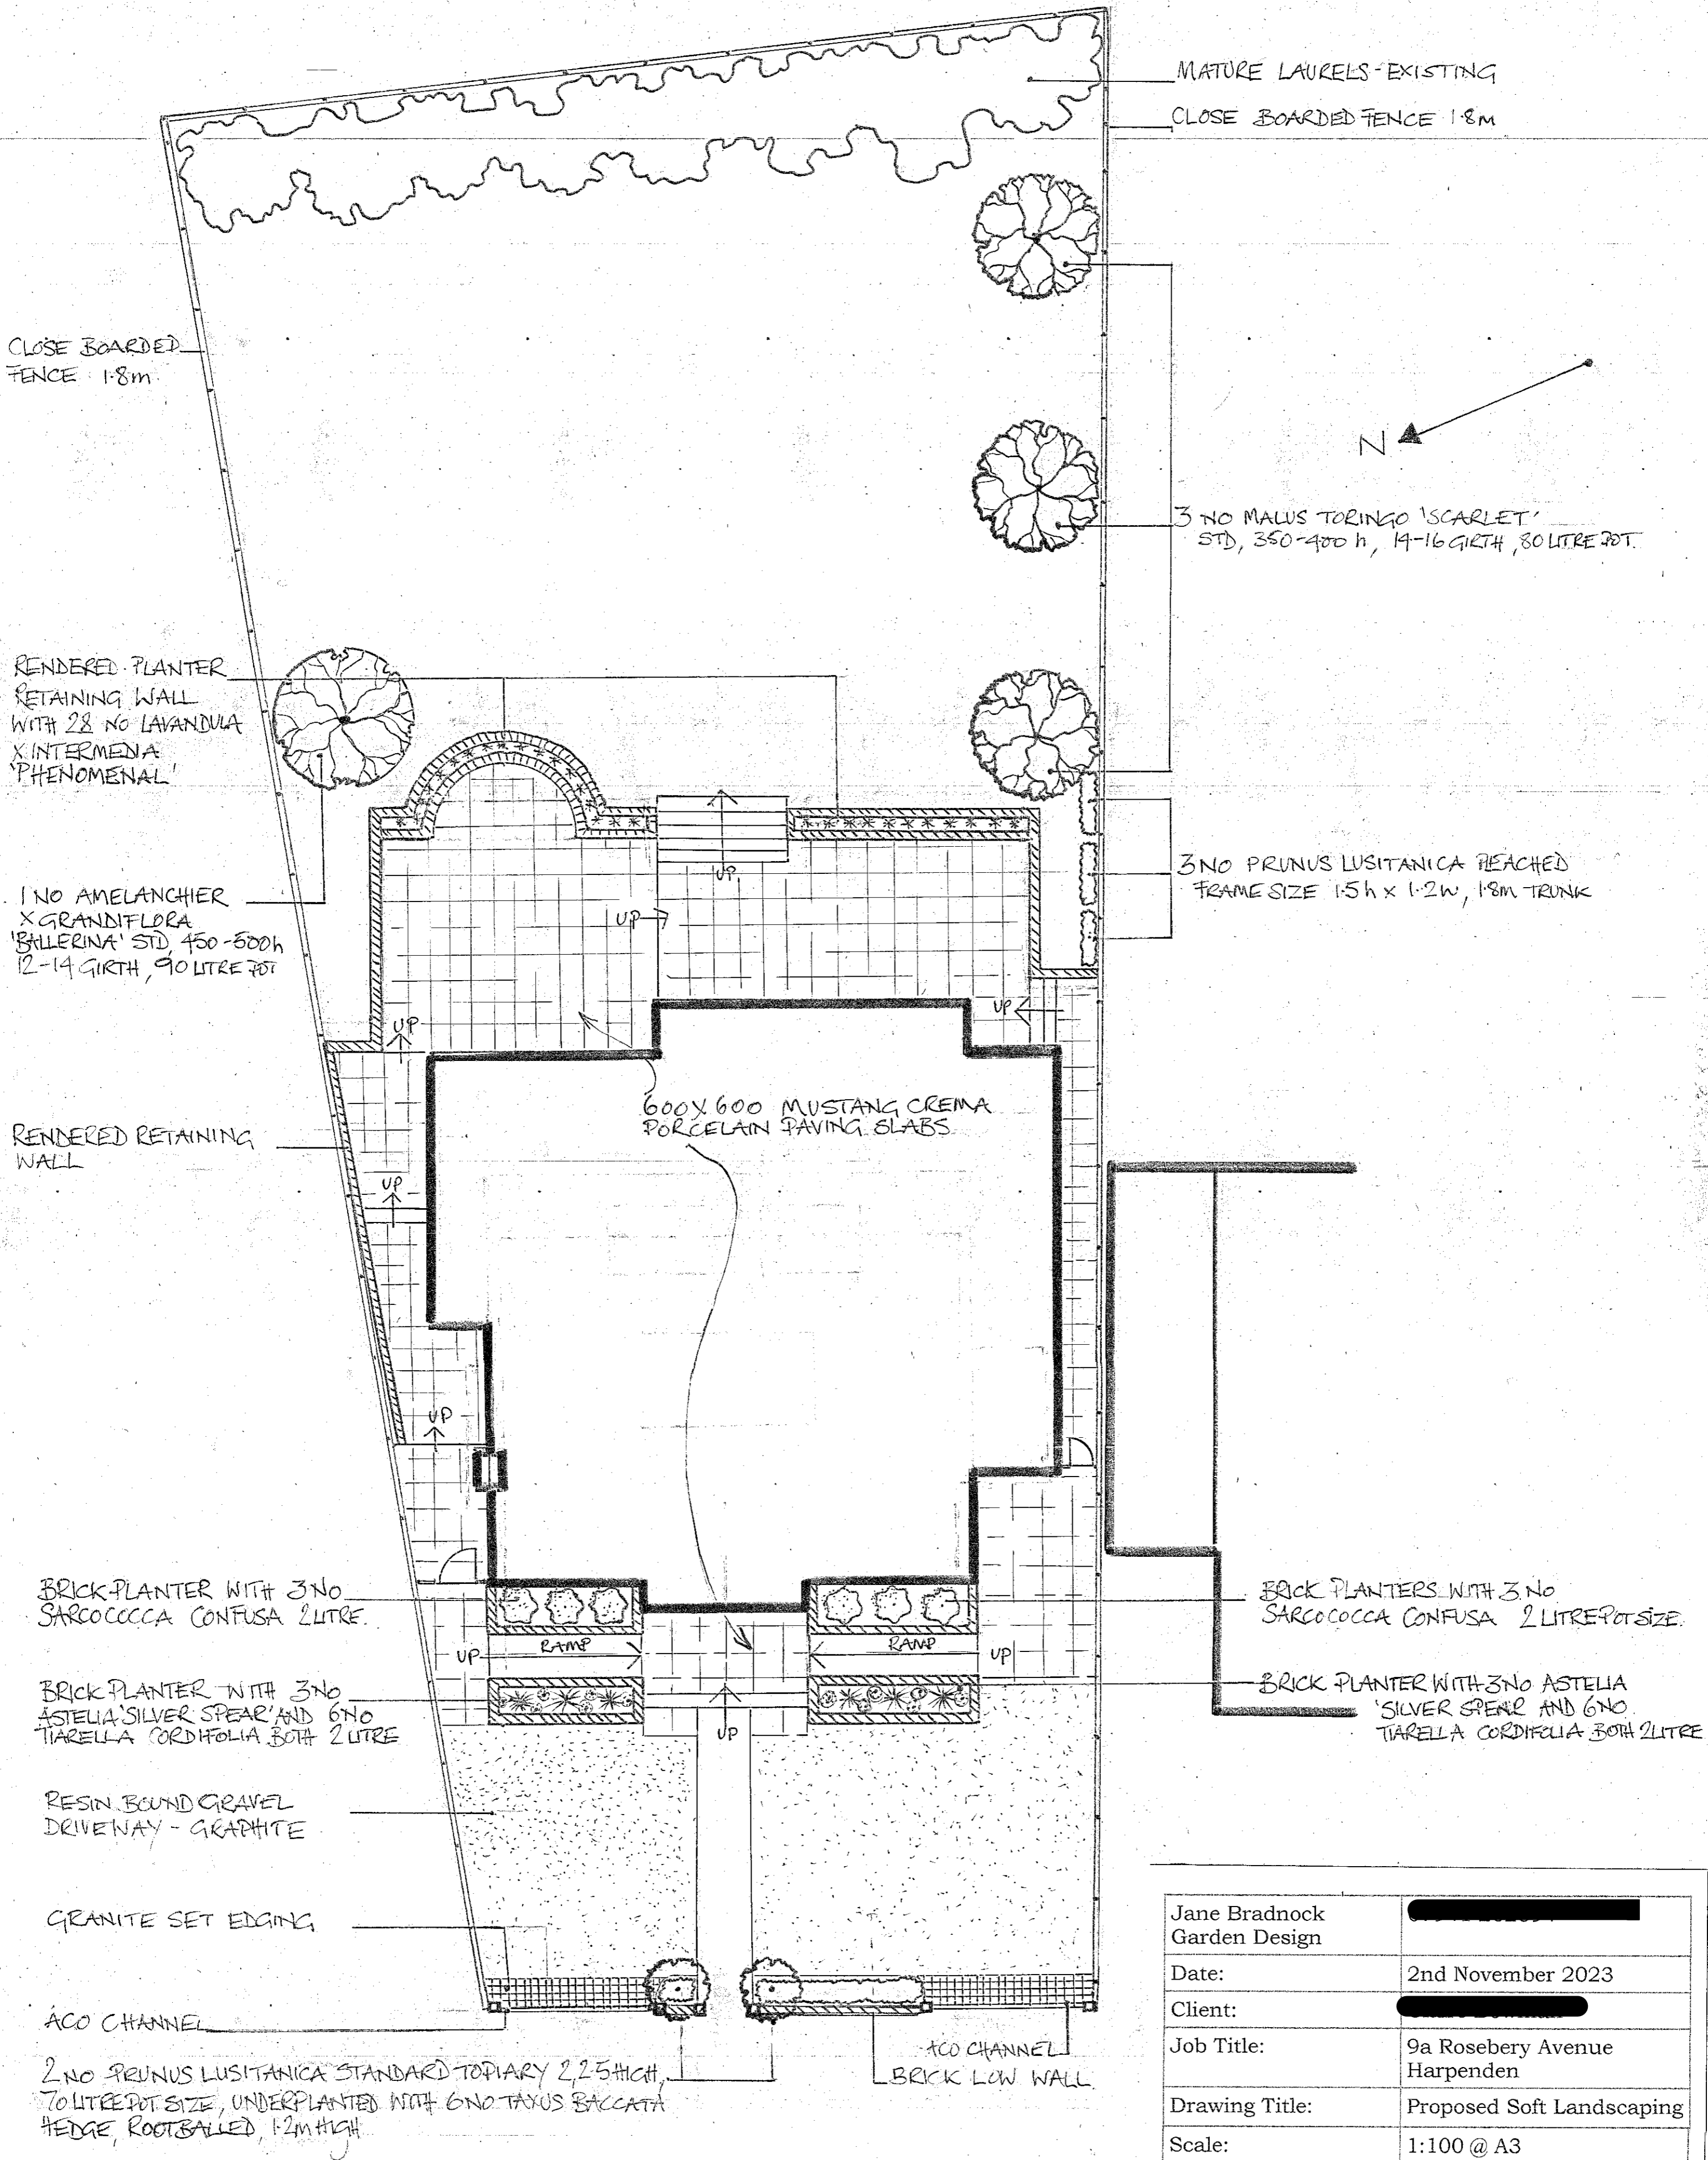 MATURE LAURELS-EXISTING
CLOSE BOARDED FENCE 1.8M
CLOSE BOARDED
FENCE 1.8m
N
3 NO MALUS TORINGO 'SCARLET'
STD, 350-400 h, 14-16 GIRTH, 80 LITRE POT.
RENDERED PLANTER
RETAINING WALL
WITH 28 NO LAVANDULA
X INTERMEDIA
'PHENOMENAL'
1 NO AMELANCHIER
X GRANDIFLORA
'BALLERINA' STD, 450-500h
12-14 GIRTH, 90 LITRE POT
3 NO PRUNUS LUSITANICA PLEACHED
FRAME SIZE 1.5h x 1.2w, 1.8m TRUNK
UP
UP
UP
UP
600X600 MUSTANG CREMA
PORCELAIN PAVING SLABS
RENDERED RETAINING
WALL
UP
UP
BRICK PLANTER WITH 3 NO
SARCOCOCCA CONFUSA 2 LITRE.
BRICK PLANTERS WITH 3 NO
SARCOCOCCA CONFUSA 2 LITRE POT SIZE.
UP
RAMP
RAMP
UP
BRICK PLANTER WITH 3 NO
ASTELIA 'SILVER SPEAR' AND 6 NO
TIARELLA CORDIFOLIA BOTH 2 LITRE
BRICK PLANTER WITH 3 NO ASTELIA
'SILVER SPEAR AND 6 NO
TIARELLA CORDIFOLIA BOTH 2 LITRE
UP
RESIN BOUND GRAVEL
DRIVEWAY - GRAPHITE
GRANITE SET EDGING
ACO CHANNEL
2 NO PRUNUS LUSITANICA STANDARD TOPIARY 2,2.5 HIGH,
70 LITRE POT SIZE, UNDERPLANTED WITH 6 NO TAXUS BACCATA
HEDGE, ROOTBALLED, 1.2m HIGH
ACO CHANNEL
BRICK LOW WALL
Jane Bradnock
Garden Design
Date: 2nd November 2023
Client:
Job Title: 9a Rosebery Avenue
Harpenden
Drawing Title: Proposed Soft Landscaping
Scale: 1:100 @ A3